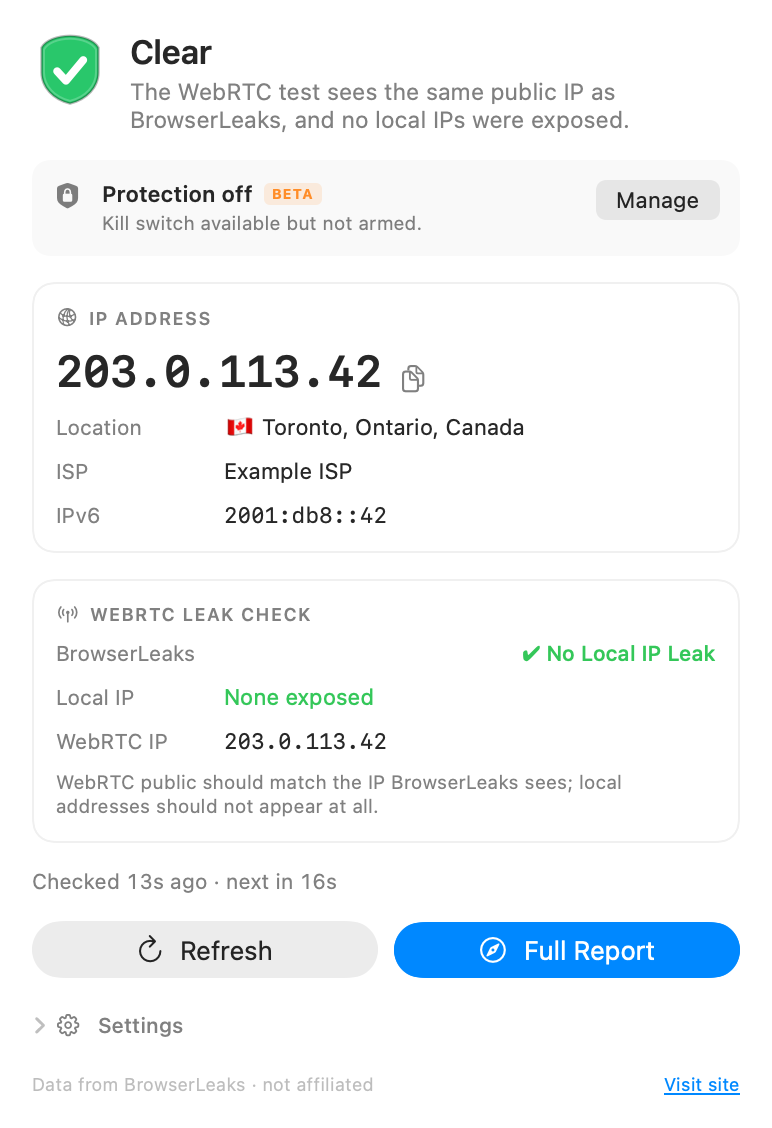 Clear
The WebRTC test sees the same public IP as
BrowserLeaks, and no local IPs were exposed.
Protection off BETA
Kill switch available but not armed.
Manage
IP ADDRESS
203.0.113.42
Location Toronto, Ontario, Canada
ISP Example ISP
IPv6 2001:db8::42
WEBRTC LEAK CHECK
BrowserLeaks ✔ No Local IP Leak
Local IP None exposed
WebRTC IP 203.0.113.42
WebRTC public should match the IP BrowserLeaks sees; local
addresses should not appear at all.
Checked 13s ago · next in 16s
Refresh Full Report
Settings
Data from BrowserLeaks · not affiliated Visit site